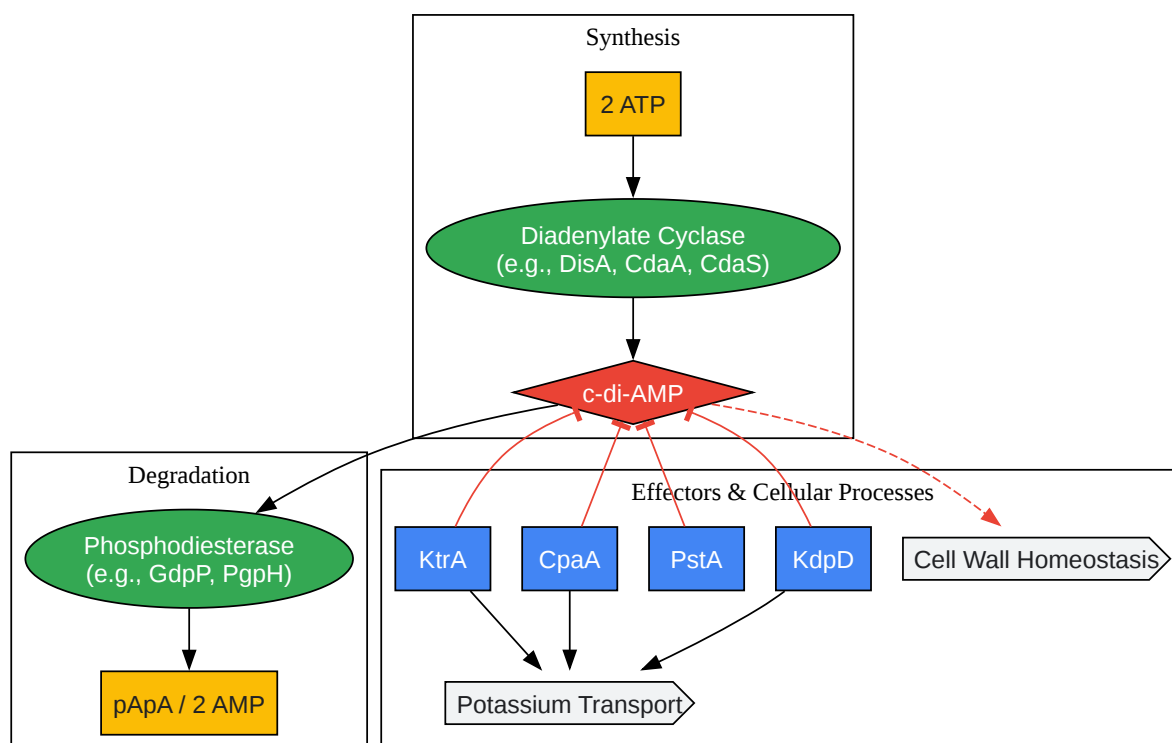 Synthesis
2 ATP
Diadenylate Cyclase
(e.g., DisA, CdaA, CdaS)
c-di-AMP
Degradation
Phosphodiesterase
(e.g., GdpP, PgpH)
pApA / 2 AMP
Effectors & Cellular Processes
KtrA
CpaA
PstA
KdpD
Cell Wall Homeostasis
Potassium Transport